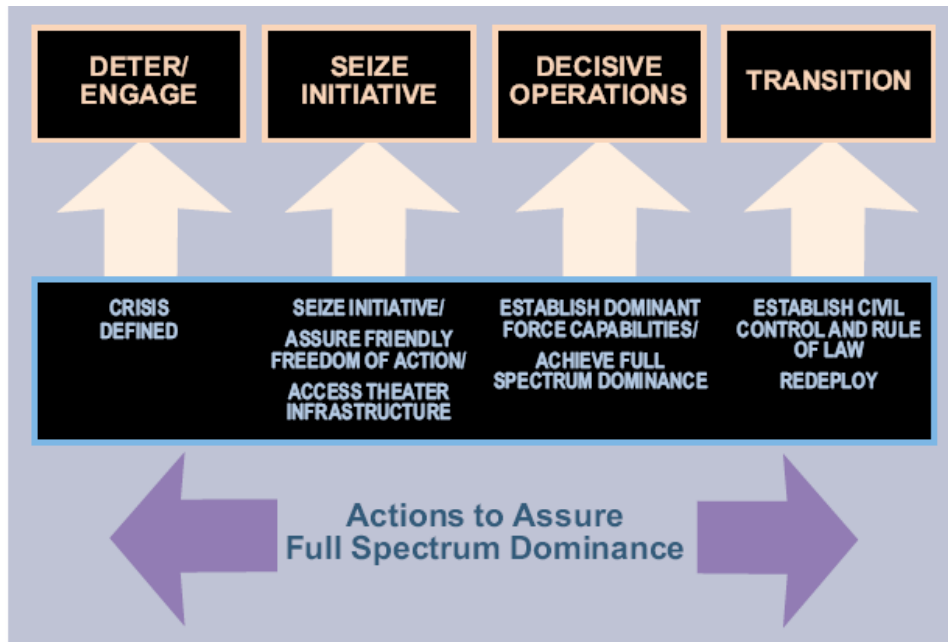 DETER/
ENGAGE
SEIZE
INITIATIVE
DECISIVE
OPERATIONS
TRANSITION
CRISIS
DEFINED
SEIZE INITIATIVE/
ASSURE FRIENDLY
FREEDOM OF ACTION/
ACCESS THEATER
INFRASTRUCTURE
ESTABLISH DOMINANT
FORCE CAPABILITIES/
ACHIEVE FULL
SPECTRUM DOMINANCE
ESTABLISH CIVIL
CONTROL AND RULE
OF LAW
REDEPLOY
Actions to Assure
Full Spectrum Dominance